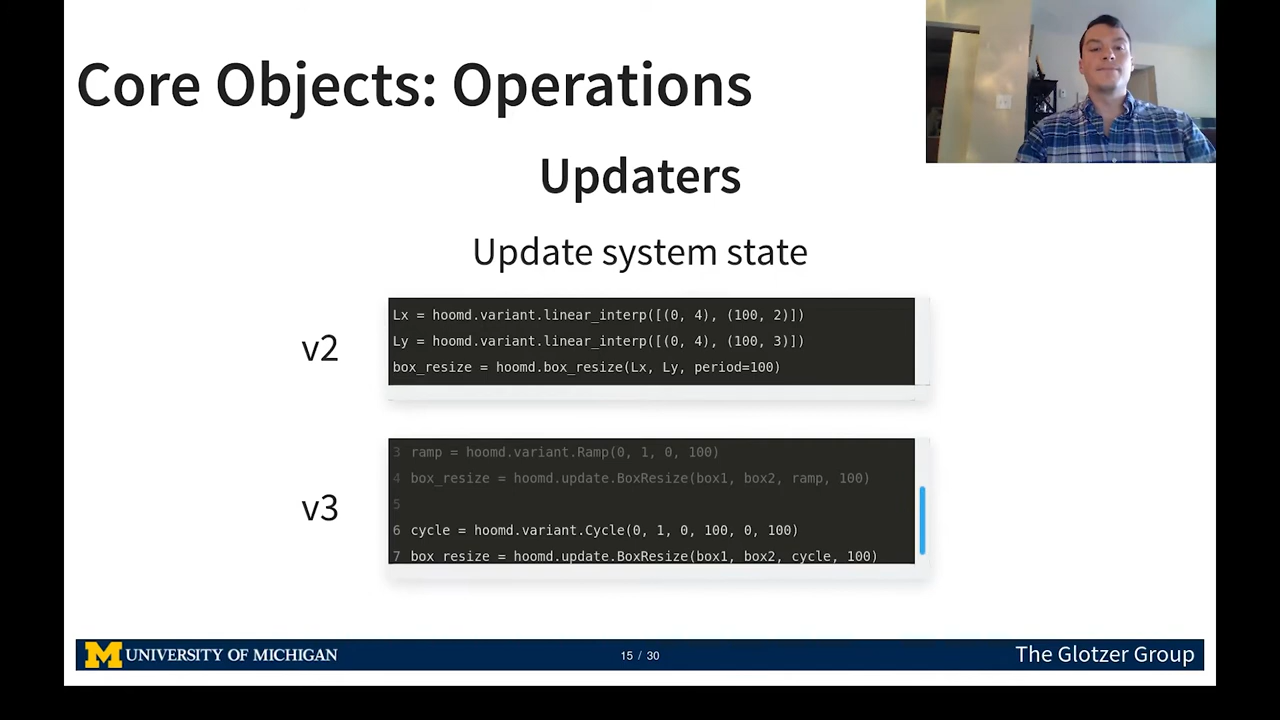 Core Objects: Operations
Updaters
Update system state
v2
Lx = hoomd.variant.linear_interp([(0, 4), (100, 2)])
Ly = hoomd.variant.linear_interp([(0, 4), (100, 3)])
box_resize = hoomd.box_resize(Lx, Ly, period=100)
v3
3 ramp = hoomd.variant.Ramp(0, 1, 0, 100)
4 box_resize = hoomd.update.BoxResize(box1, box2, ramp, 100)
5
6 cycle = hoomd.variant.Cycle(0, 1, 0, 100, 0, 100)
7 box_resize = hoomd.update.BoxResize(box1, box2, cycle, 100)
M UNIVERSITY OF MICHIGAN
15 / 30
The Glotzer Group